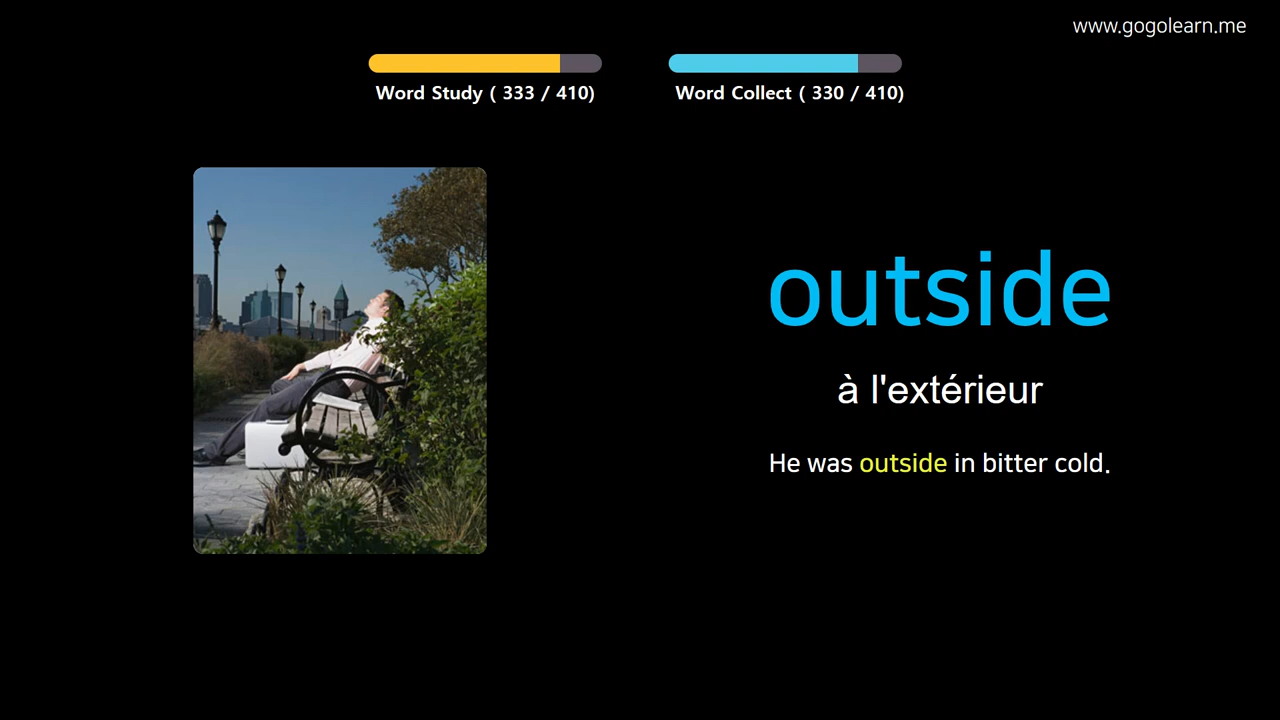 www.gogolearn.me
Word Study ( 333 / 410)
Word Collect ( 330 / 410)
outside
à l'extérieur
He was outside in bitter cold.